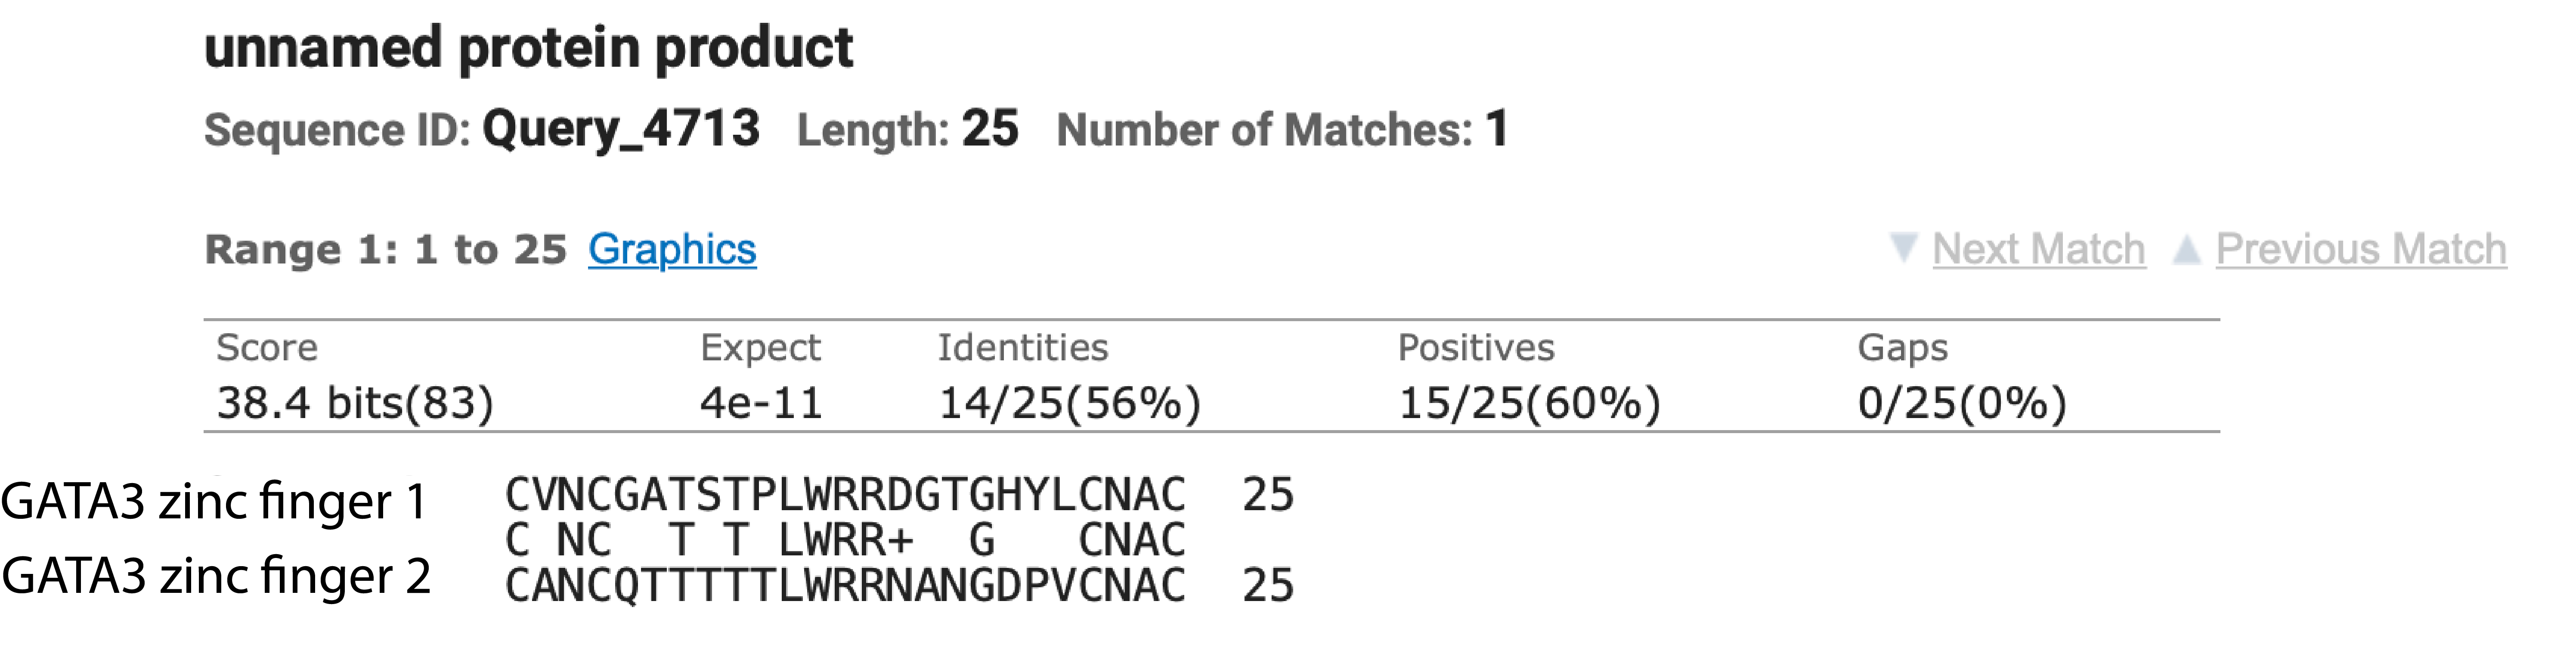 unnamed protein product
Sequence ID: Query_4713 Length: 25 Number of Matches: 1
Range 1: 1 to 25 Graphics ▼ Next Match ▲ Previous Match
Score Expect Identities Positives Gaps
38.4 bits(83) 4e-11 14/25(56%) 15/25(60%) 0/25(0%)
GATA3 zinc finger 1 CVNCGATSTPLWRRDGTGHYLCNAC 25
C NC  T T LWRR+  G   CNAC
GATA3 zinc finger 2 CANCQTTTTTLWRRNANGDPVCNAC 25